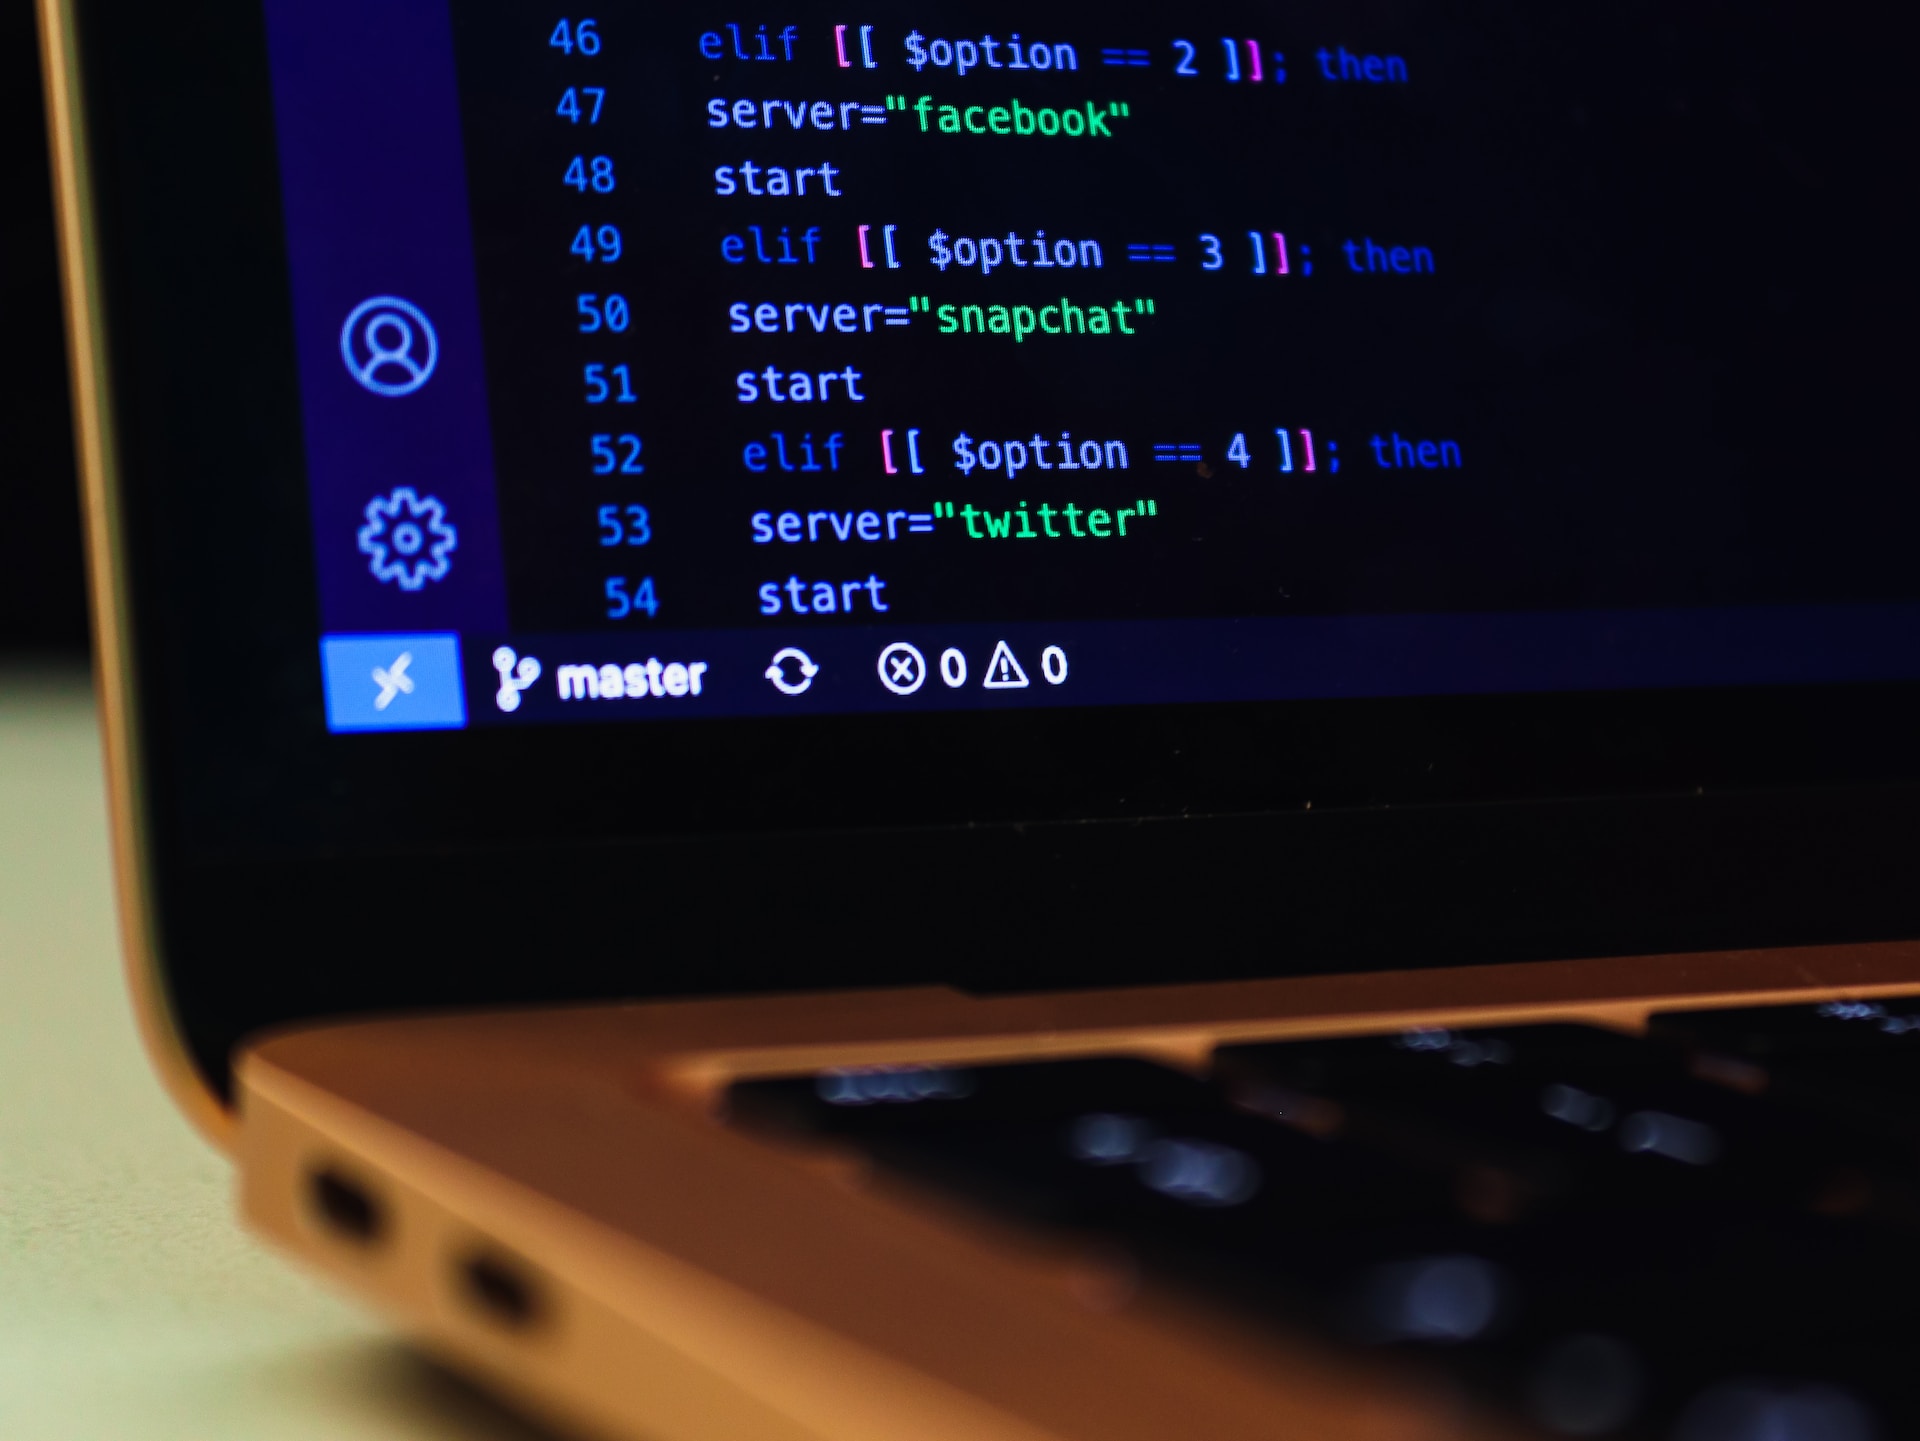 46 elif [[ $option == 2 ]]; then
47 server="facebook"
48 start
49 elif [[ $option == 3 ]]; then
50 server="snapchat"
51 start
52 elif [[ $option == 4 ]]; then
53 server="twitter"
54 start
master 0 0